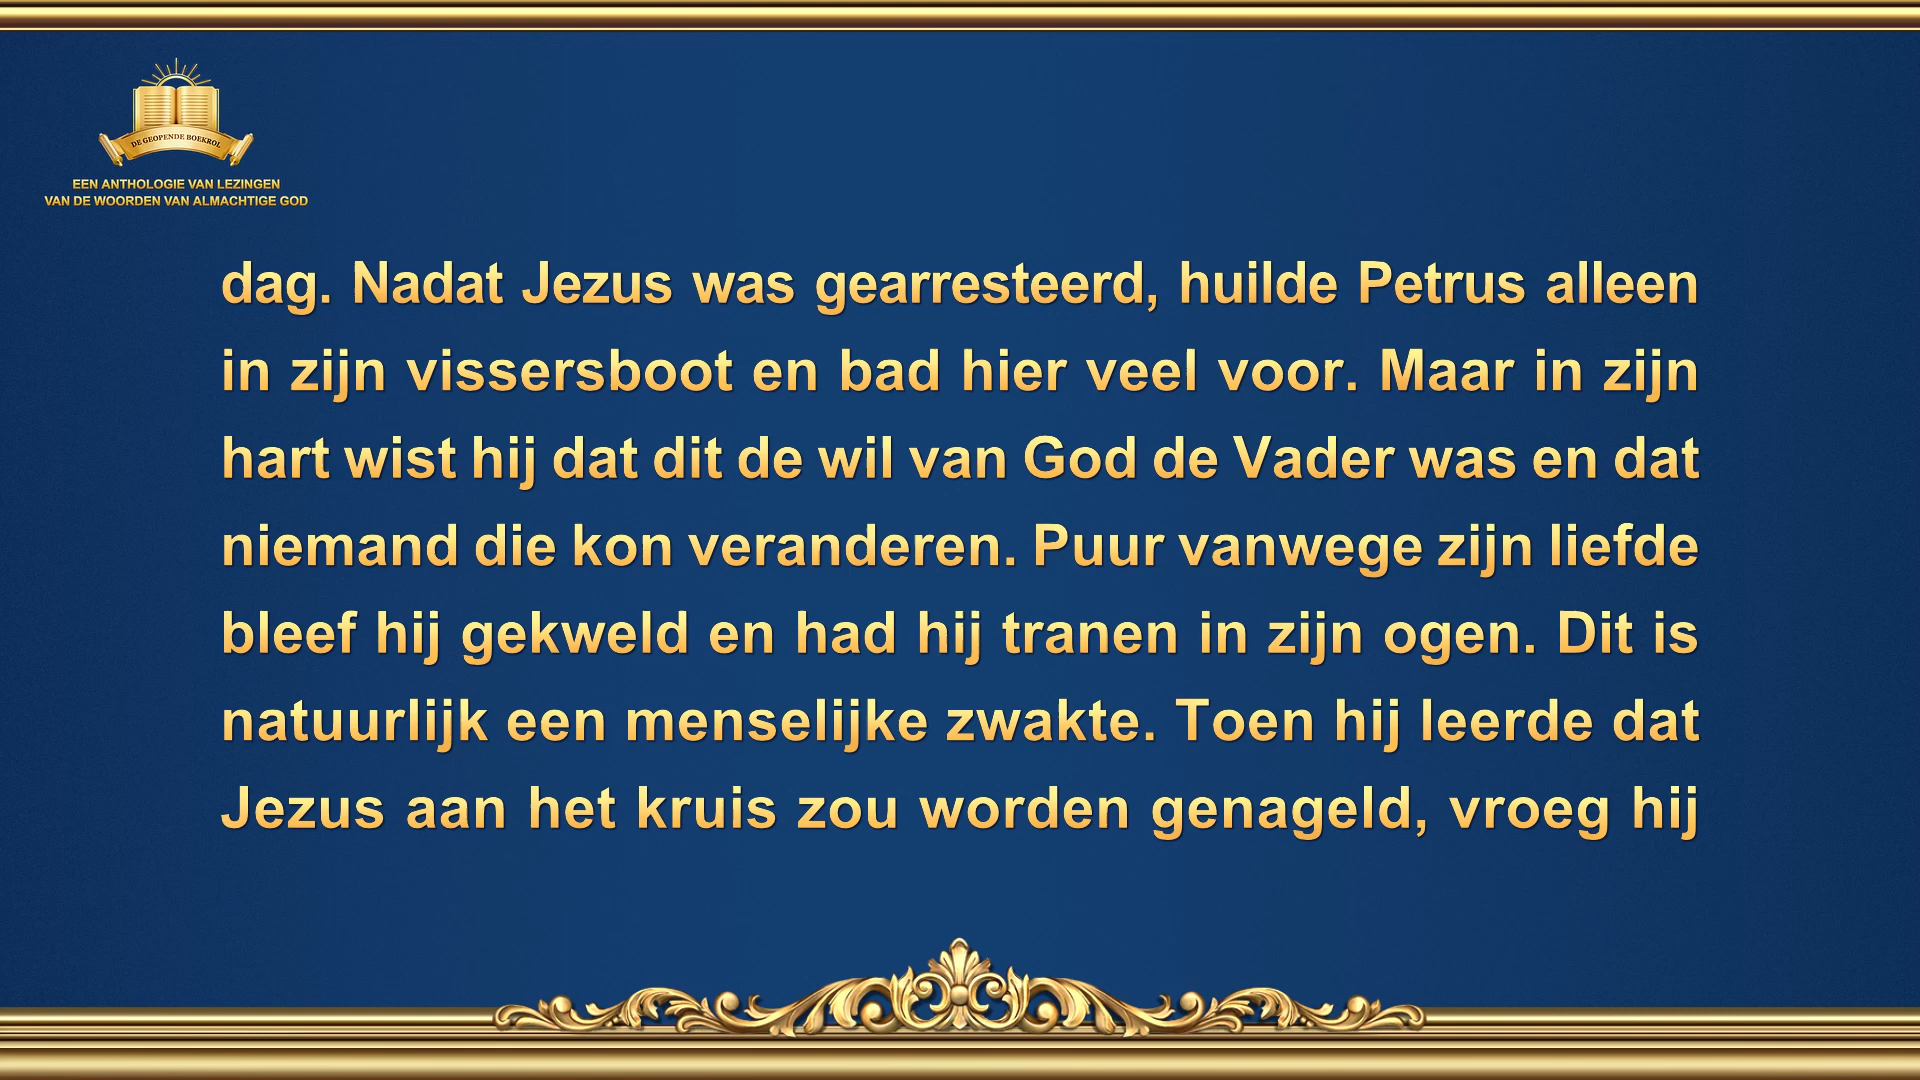 DE GEOPENDE BOEKROL
EEN ANTHOLOGIE VAN LEZINGEN
VAN DE WOORDEN VAN ALMACHTIGE GOD
dag. Nadat Jezus was gearresteerd, huilde Petrus alleen
in zijn vissersboot en bad hier veel voor. Maar in zijn
hart wist hij dat dit de wil van God de Vader was en dat
niemand die kon veranderen. Puur vanwege zijn liefde
bleef hij gekweld en had hij tranen in zijn ogen. Dit is
natuurlijk een menselijke zwakte. Toen hij leerde dat
Jezus aan het kruis zou worden genageld, vroeg hij